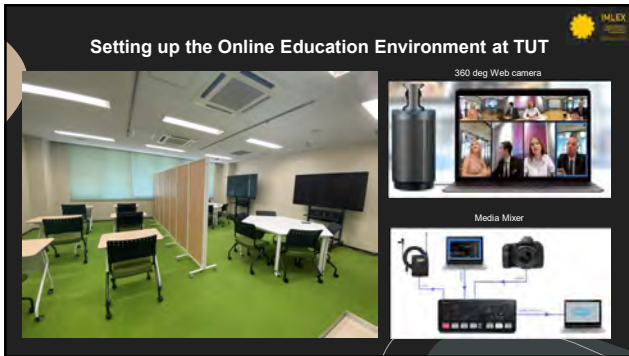 IMLEX
Setting up the Online Education Environment at TUT
360 deg Web camera
Media Mixer